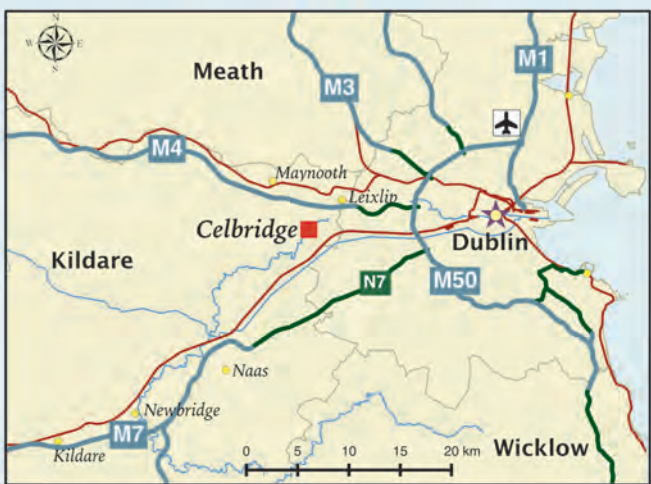 N
W E
S
Meath
M3
M1
M4
Maynooth
Leixlip
Celbridge
Dublin
Kildare
N7
M50
Naas
Newbridge
M7
Kildare
Wicklow
0 5 10 15 20 km